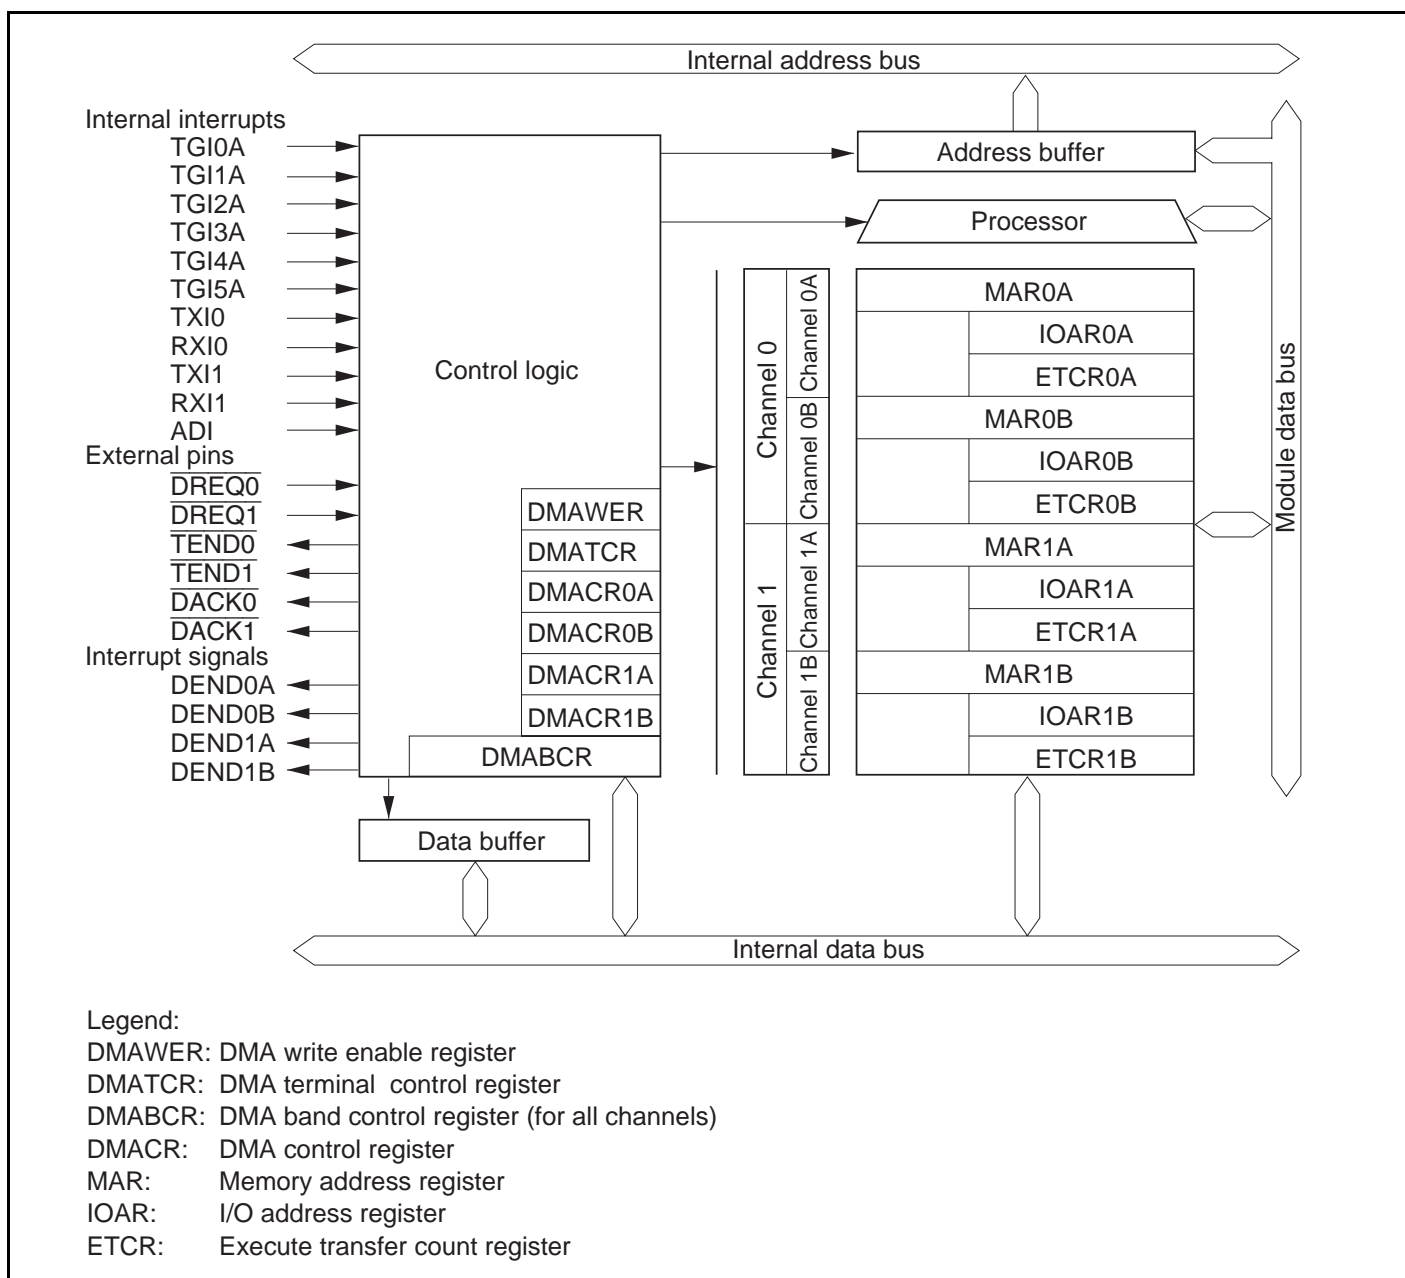 Internal address bus
Internal interrupts
TGI0A
TGI1A
TGI2A
TGI3A
TGI4A
TGI5A
TXI0
RXI0
TXI1
RXI1
ADI
External pins
DREQ0
DREQ1
TEND0
TEND1
DACK0
DACK1
Interrupt signals
DEND0A
DEND0B
DEND1A
DEND1B
Control logic
DMAWER
DMATCR
DMACR0A
DMACR0B
DMACR1A
DMACR1B
DMABCR
Data buffer
Address buffer
Processor
Channel 0
Channel 0A
Channel 0B
Channel 1
Channel 1A
Channel 1B
MAR0A
IOAR0A
ETCR0A
MAR0B
IOAR0B
ETCR0B
MAR1A
IOAR1A
ETCR1A
MAR1B
IOAR1B
ETCR1B
Module data bus
Internal data bus
Legend:
DMAWER: DMA write enable register
DMATCR: DMA terminal control register
DMABCR: DMA band control register (for all channels)
DMACR: DMA control register
MAR: Memory address register
IOAR: I/O address register
ETCR: Execute transfer count register